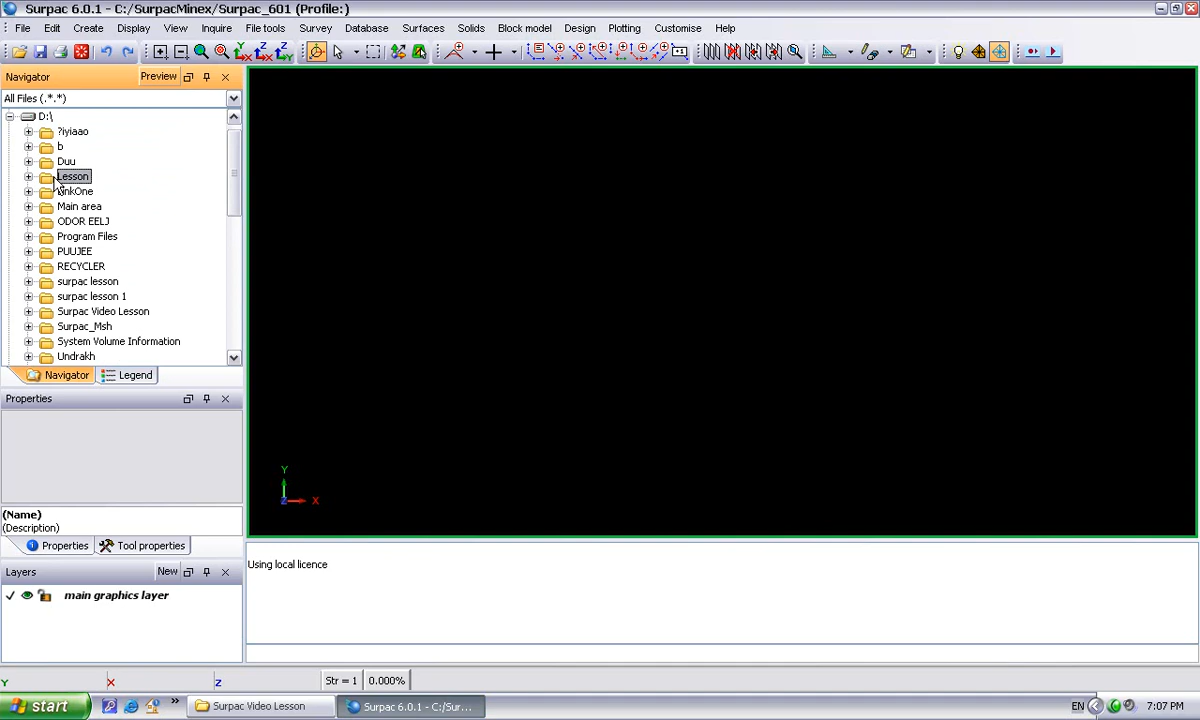 Surpac 6.0.1 - C:/SurpacMinex/Surpac_601 (Profile:)
File Edit Create Display View Inquire File tools Survey Database Surfaces Solids Block model Design Plotting Customise Help
Navigator Preview
All Files (.*.*)
D:\
?iyiaao
b
Duu
Lesson
Main area
ODOR EELJ
Program Files
PUUJEE
RECYCLER
surpac lesson
surpac lesson 1
Surpac Video Lesson
Surpac_Msh
System Volume Information
Undrakh
Navigator Legend
Properties
(Name)
(Description)
Properties Tool properties
Layers New
main graphics layer
Y
Z X
Using local licence
Y X Z Str = 1 0.000%
start Surpac Video Lesson Surpac 6.0.1 - C:/Sur... EN 7:07 PM